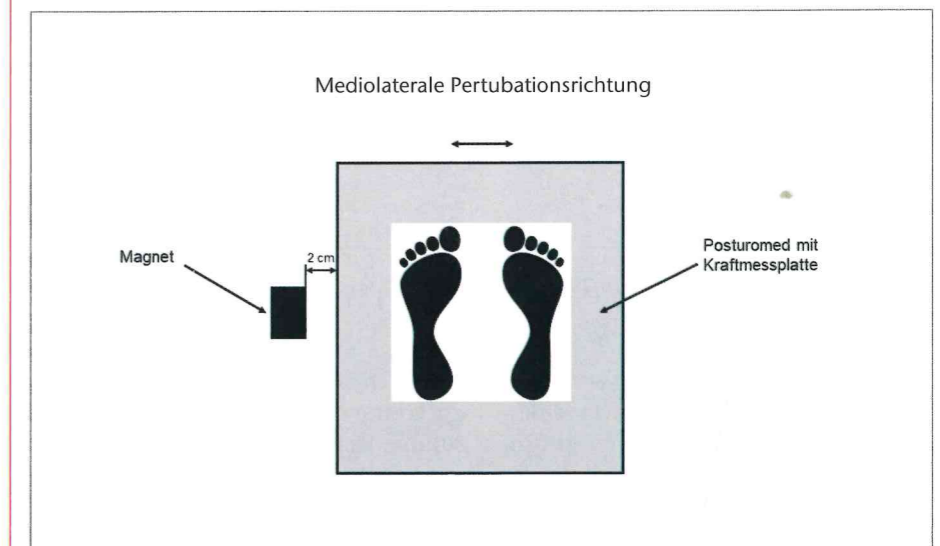 Mediolaterale Pertubationsrichtung
Magnet
2 cm
Posturomed mit
Kraftmessplatte